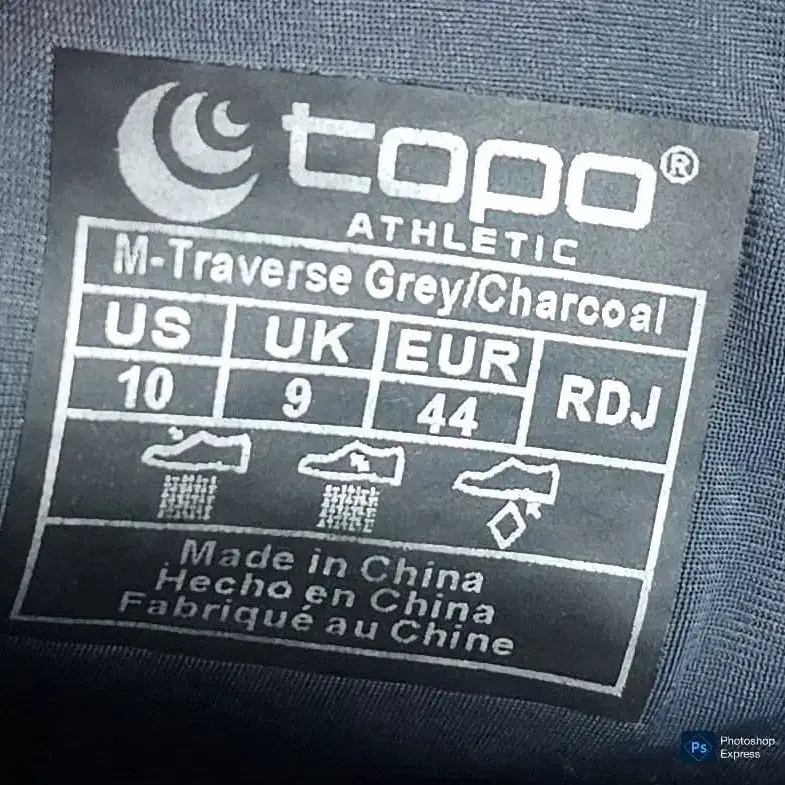 topo®
ATHLETIC
M-Traverse Grey/Charcoal
US UK EUR RDJ
10 9 44
Made in China
Hecho en China
Fabriqué au Chine
Ps Photoshop
Express